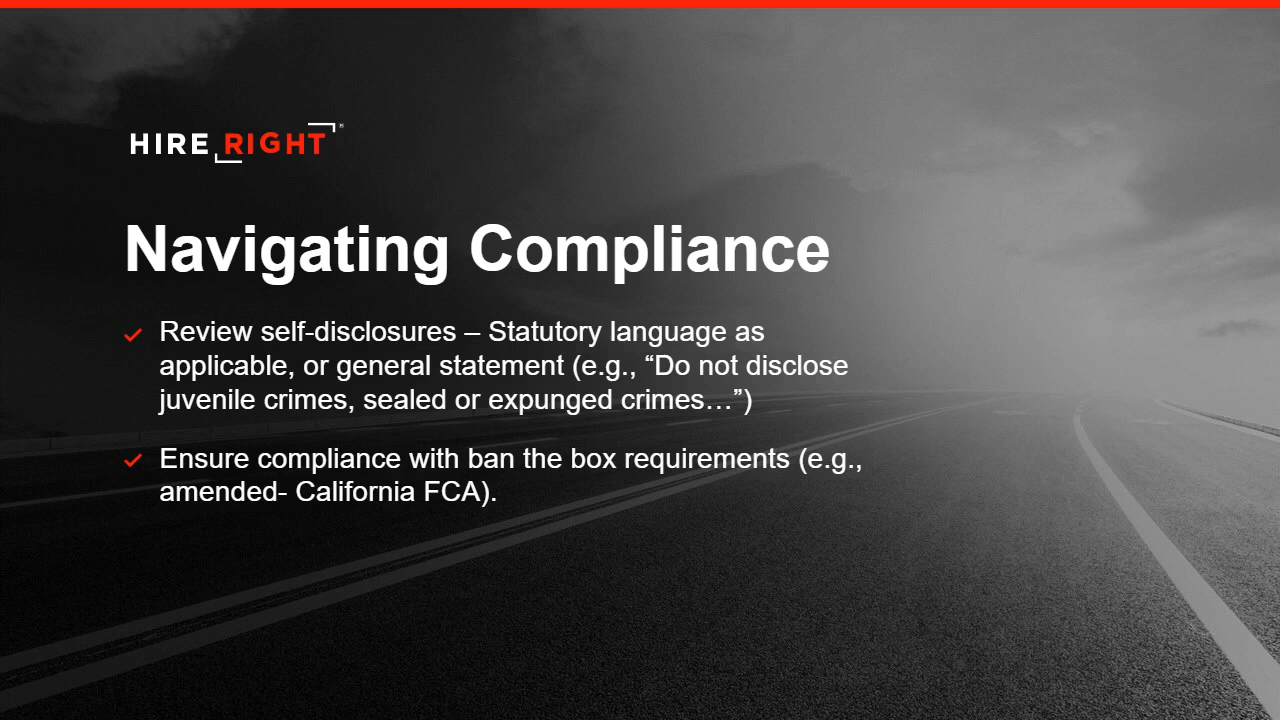 HIRE RIGHT
Navigating Compliance
Review self-disclosures – Statutory language as
applicable, or general statement (e.g., “Do not disclose
juvenile crimes, sealed or expunged crimes…”)
Ensure compliance with ban the box requirements (e.g.,
amended- California FCA).